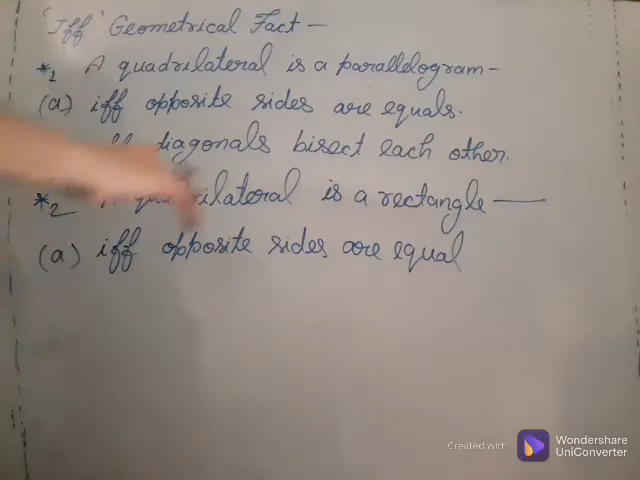 'Iff' Geometrical Fact —
*1 A quadrilateral is a parallelogram –
(a) iff opposite sides are equals.
diagonals bisect each other.
*2 is a rectangle —
(a) iff opposite sides are equal
Created with
Wondershare
UniConverter